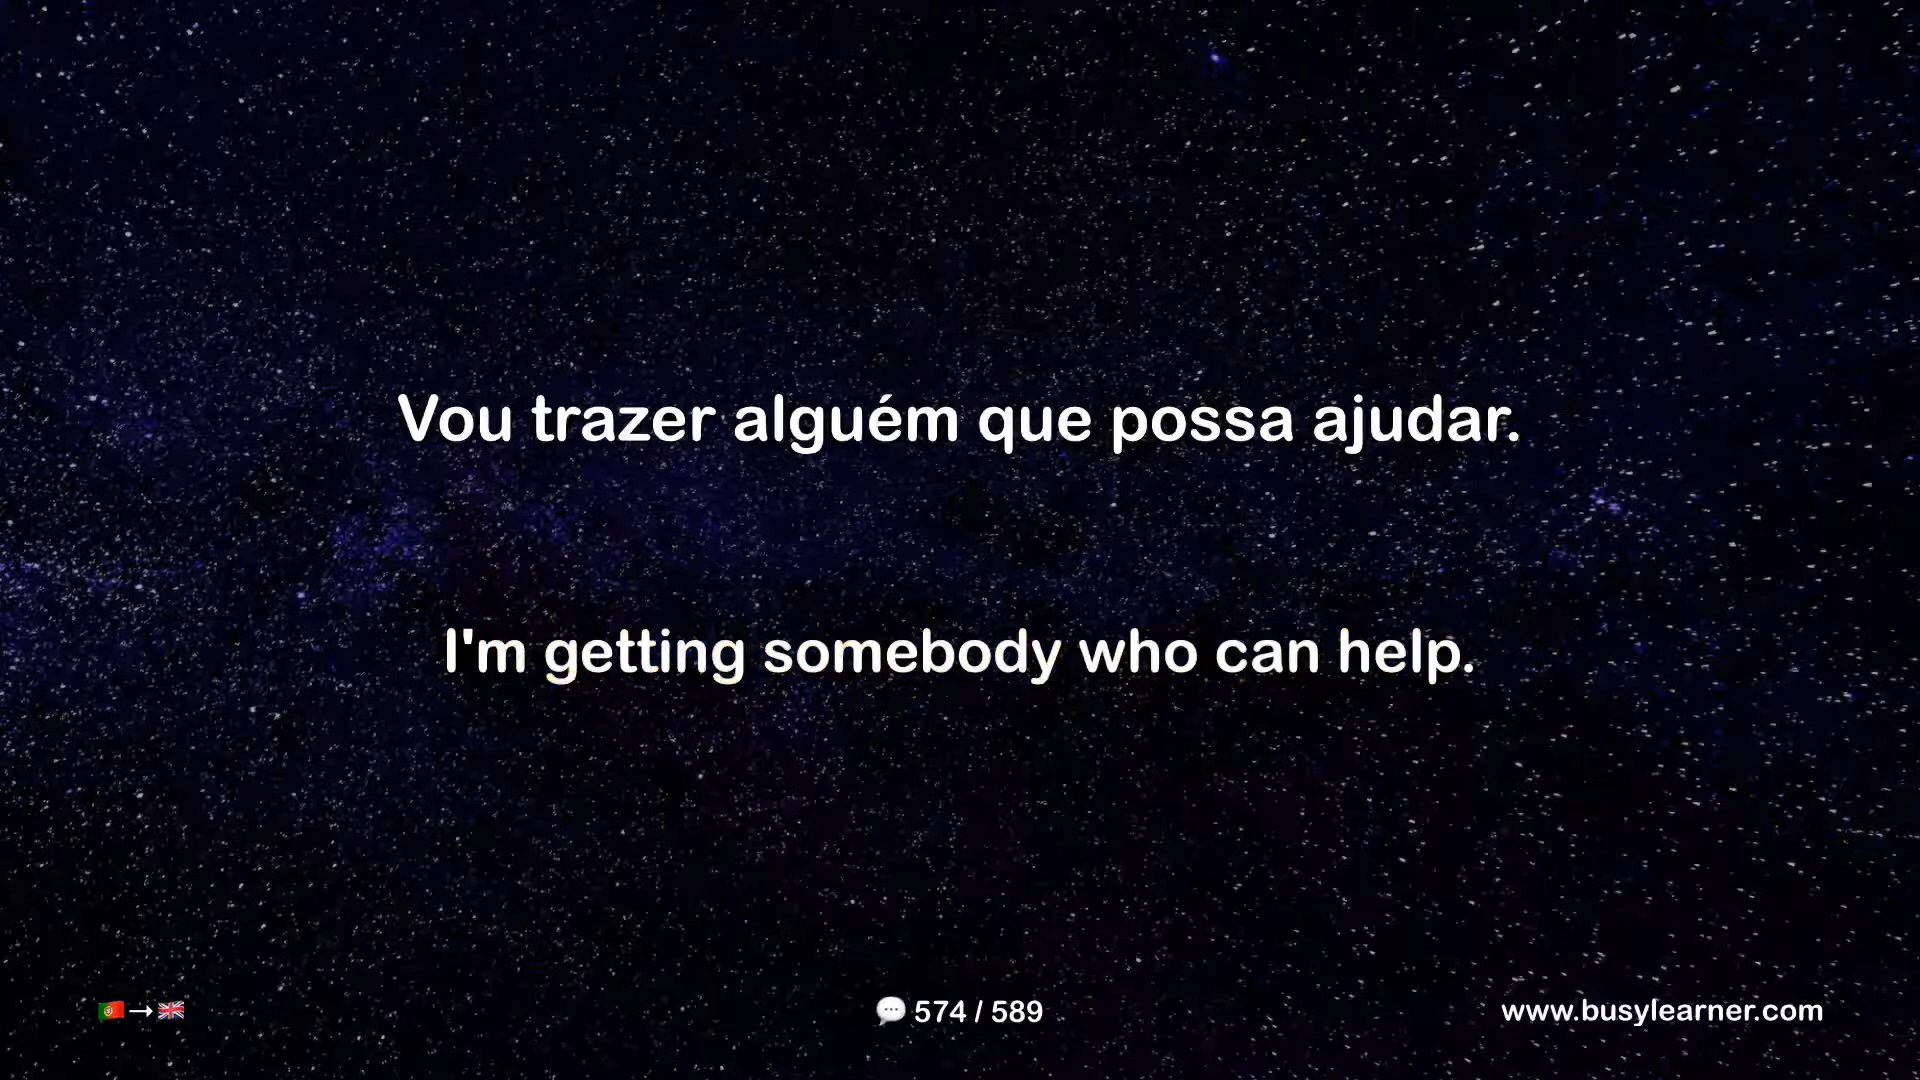 Vou trazer alguém que possa ajudar.
I'm getting somebody who can help.
→ 574 / 589 www.busylearner.com